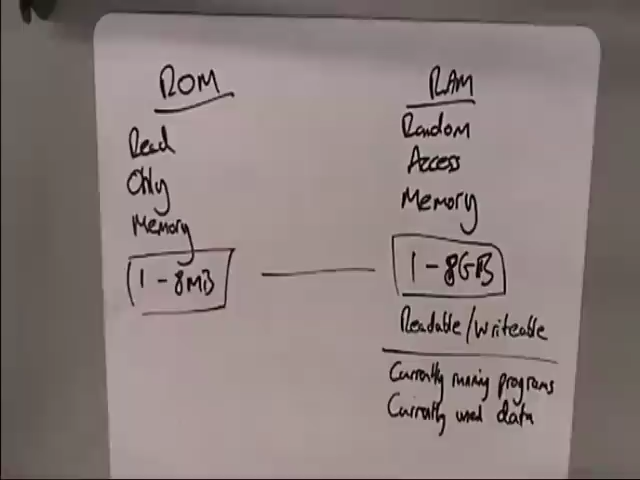 ROM
Read
Only
Memory
1 - 8MB
RAM
Random
Access
Memory
1 - 8GB
Readable/Writeable
Currently running programs
Currently used data